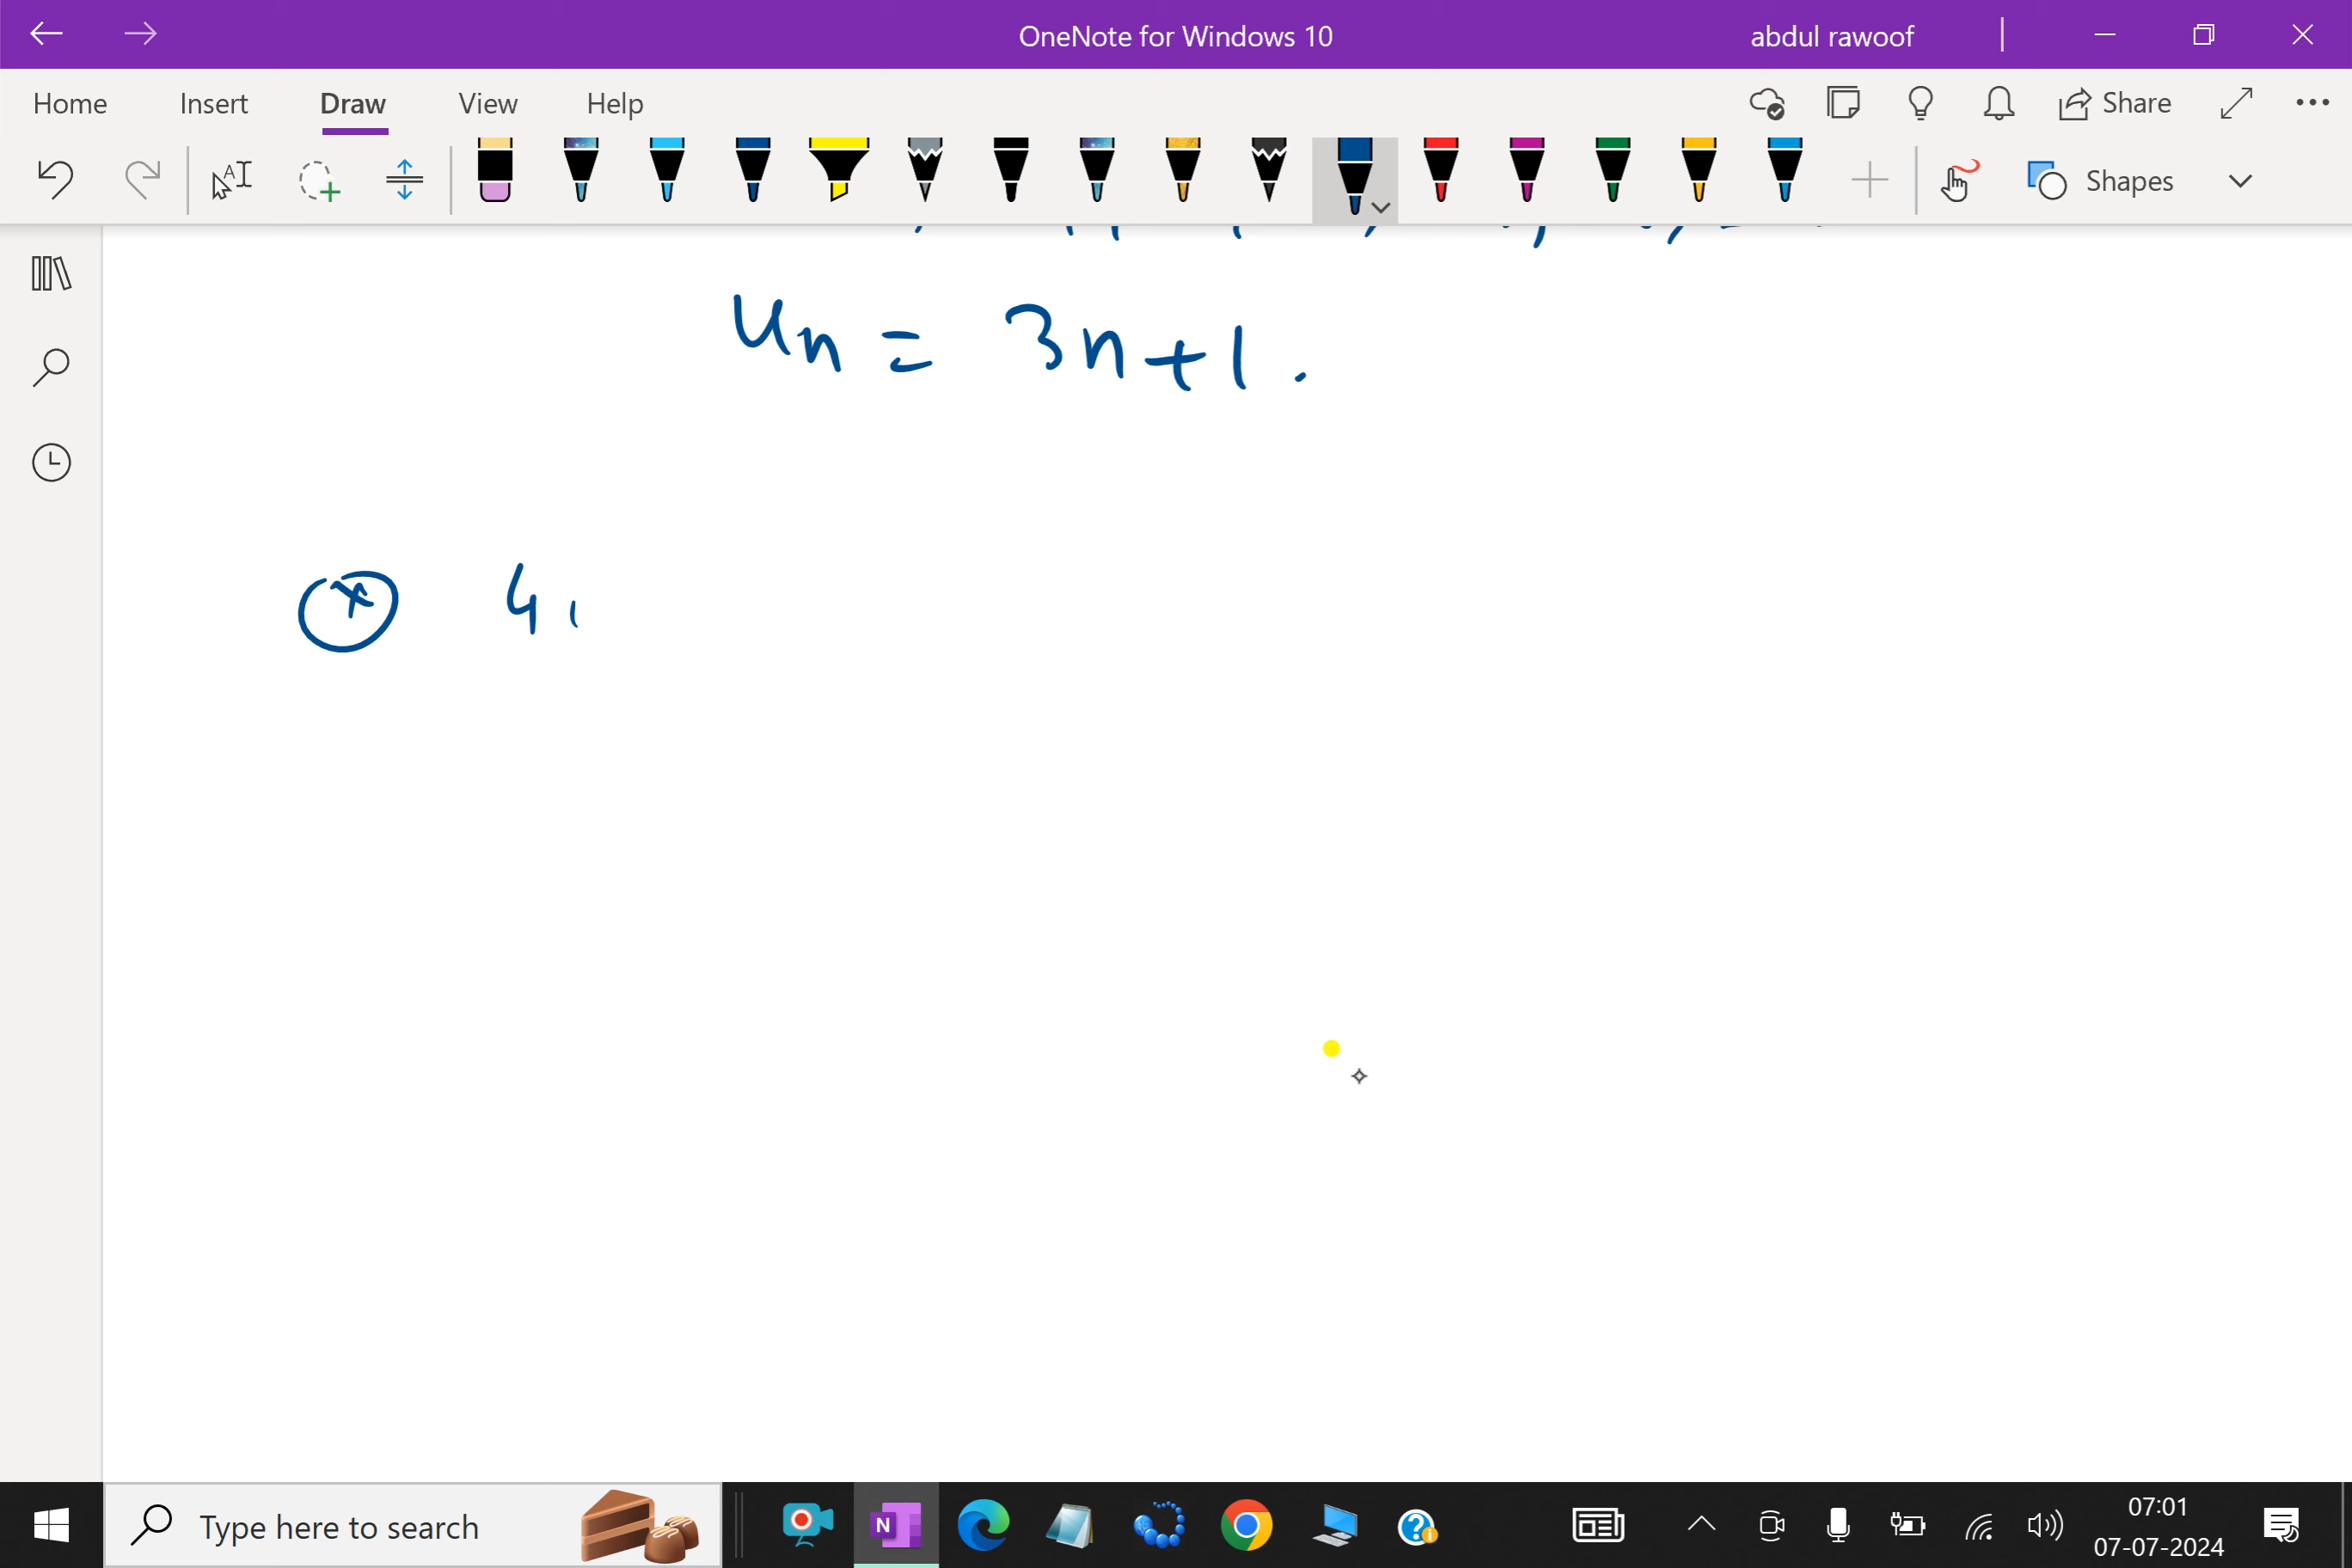 OneNote for Windows 10 abdul rawoof
Home Insert Draw View Help Share
Shapes
Un = 3n+1.
* 4,
Type here to search
07:01
07-07-2024